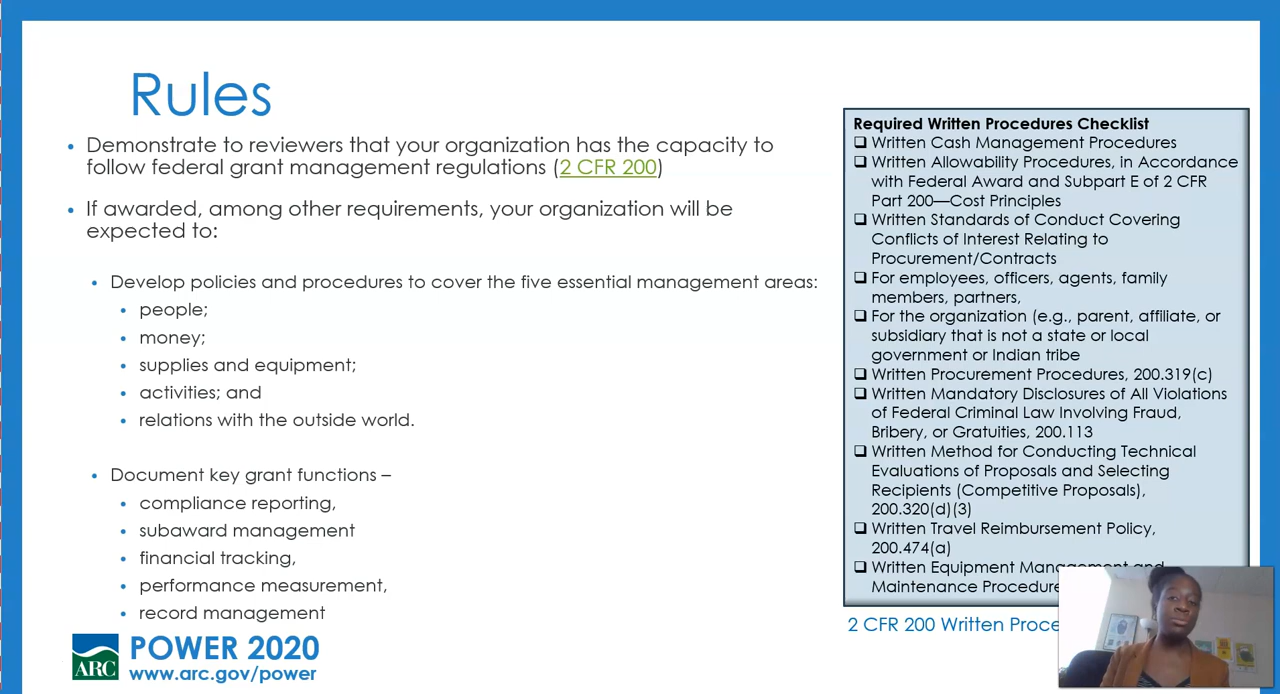 Rules
• Demonstrate to reviewers that your organization has the capacity to
follow federal grant management regulations (2 CFR 200)
• If awarded, among other requirements, your organization will be
expected to:
• Develop policies and procedures to cover the five essential management areas:
• people;
• money;
• supplies and equipment;
• activities; and
• relations with the outside world.
• Document key grant functions –
• compliance reporting,
• subaward management
• financial tracking,
• performance measurement,
• record management
ARC
POWER 2020
www.arc.gov/power
Required Written Procedures Checklist
❑ Written Cash Management Procedures
❑ Written Allowability Procedures, in Accordance
with Federal Award and Subpart E of 2 CFR
Part 200—Cost Principles
❑ Written Standards of Conduct Covering
Conflicts of Interest Relating to
Procurement/Contracts
❑ For employees, officers, agents, family
members, partners,
❑ For the organization (e.g., parent, affiliate, or
subsidiary that is not a state or local
government or Indian tribe
❑ Written Procurement Procedures, 200.319(c)
❑ Written Mandatory Disclosures of All Violations
of Federal Criminal Law Involving Fraud,
Bribery, or Gratuities, 200.113
❑ Written Method for Conducting Technical
Evaluations of Proposals and Selecting
Recipients (Competitive Proposals),
200.320(d)(3)
❑ Written Travel Reimbursement Policy,
200.474(a)
❑ Written Equipment Management and
Maintenance Procedure
2 CFR 200 Written Proce